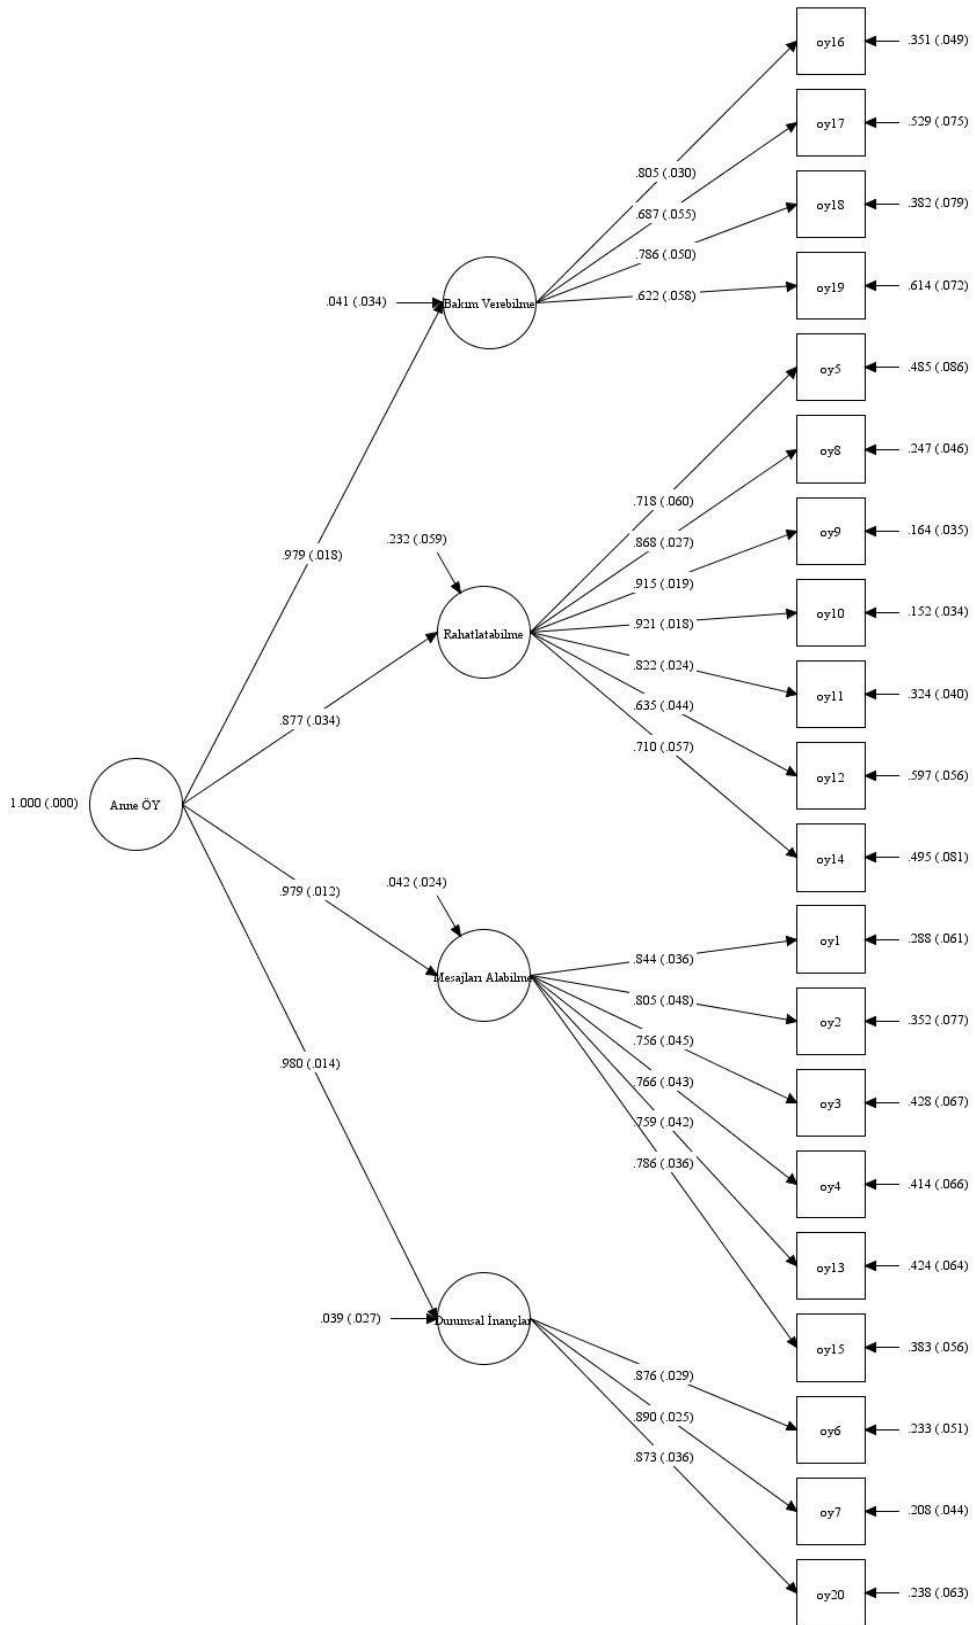 oy16
.351 (.049)
oy17
.529 (.075)
.805 (.030)
oy18
.382 (.079)
.687 (.055)
.786 (.050)
oy19
.614 (.072)
.622 (.058)
.041 (.034)
Bakım Verebilme
oy5
.485 (.086)
oy8
.247 (.046)
.718 (.060)
oy9
.164 (.035)
.868 (.027)
.232 (.059)
.979 (.018)
.915 (.019)
oy10
.152 (.034)
.921 (.018)
Rahatlatabilme
.822 (.024)
oy11
.324 (.040)
.635 (.044)
.877 (.034)
.710 (.057)
oy12
.597 (.056)
1.000 (.000)
Anne ÖY
oy14
.495 (.081)
.042 (.024)
.979 (.012)
oy1
.288 (.061)
.844 (.036)
Mesajları Alabilme
.805 (.048)
oy2
.352 (.077)
.756 (.045)
.980 (.014)
.766 (.043)
oy3
.428 (.067)
.759 (.042)
.786 (.036)
oy4
.414 (.066)
oy13
.424 (.064)
.039 (.027)
Durumsal İnançlar
oy15
.383 (.056)
.876 (.029)
.890 (.025)
oy6
.233 (.051)
.873 (.036)
oy7
.208 (.044)
oy20
.238 (.063)